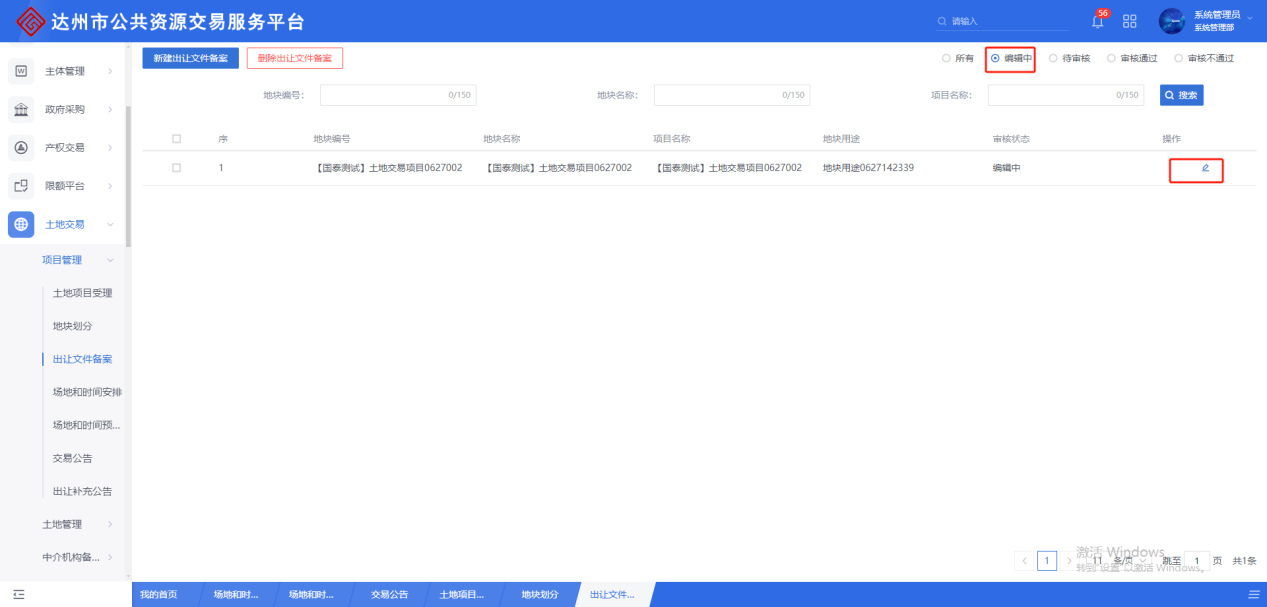 达州市公共资源交易服务平台
请输入
56
系统管理员
系统管理部
主体管理
政府采购
产权交易
限额平台
土地交易
项目管理
土地项目受理
地块划分
出让文件备案
场地和时间安排
场地和时间预...
交易公告
出让补充公告
土地管理
中介机构备...
新建出让文件备案
删除出让文件备案
所有
编辑中
待审核
审核通过
审核不通过
地块编号：
0/150
地块名称：
0/150
项目名称：
0/150
搜索
序 地块编号 地块名称 项目名称 地块用途 审核状态 操作
1 【国泰测试】土地交易项目0627002 【国泰测试】土地交易项目0627002 【国泰测试】土地交易项目0627002 地块用途0627142339 编辑中
1 11 条/页 跳至 1 页 共1条
激活 Windows
转到"设置"以激活 Windows。
我的首页 场地和时... 场地和时... 交易公告 土地项目... 地块划分 出让文件...